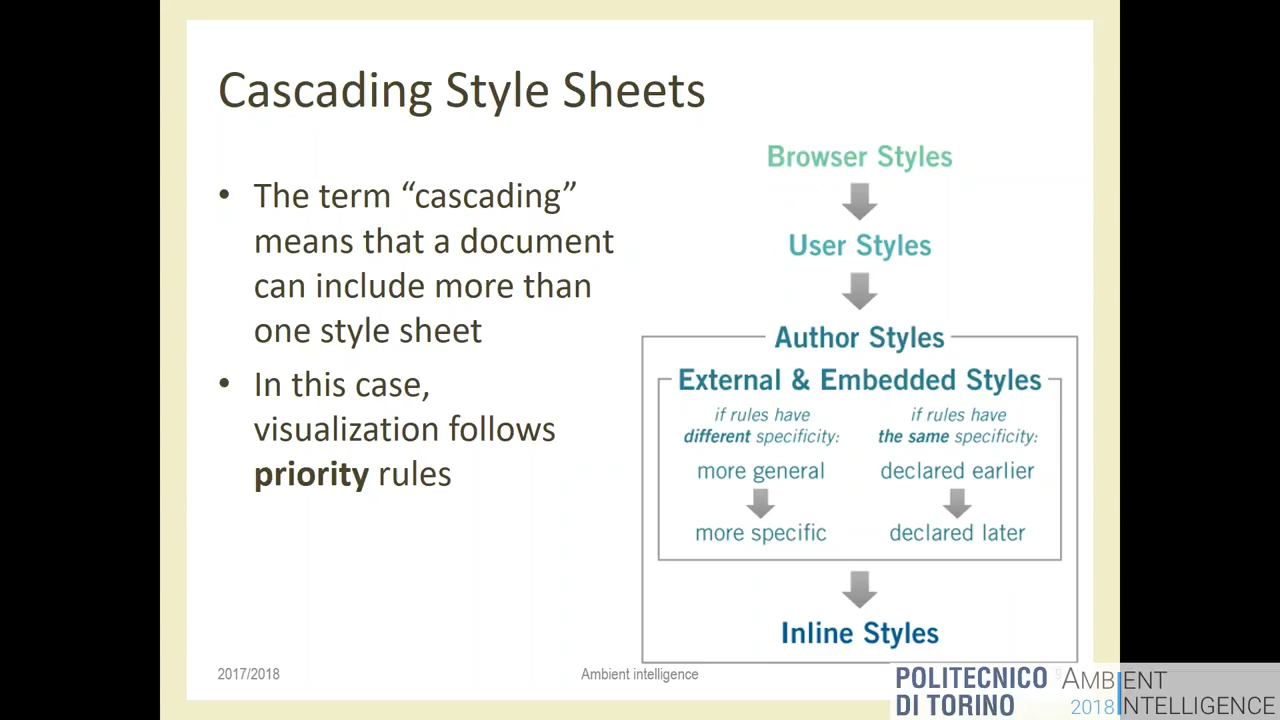 Cascading Style Sheets
• The term “cascading”
means that a document
can include more than
one style sheet
• In this case,
visualization follows
priority rules
Browser Styles
User Styles
Author Styles
External & Embedded Styles
if rules have
different specificity:
more general
more specific
if rules have
the same specificity:
declared earlier
declared later
Inline Styles
2017/2018
Ambient intelligence
9
POLITECNICO
DI TORINO
AMBIENT
2018 INTELLIGENCE